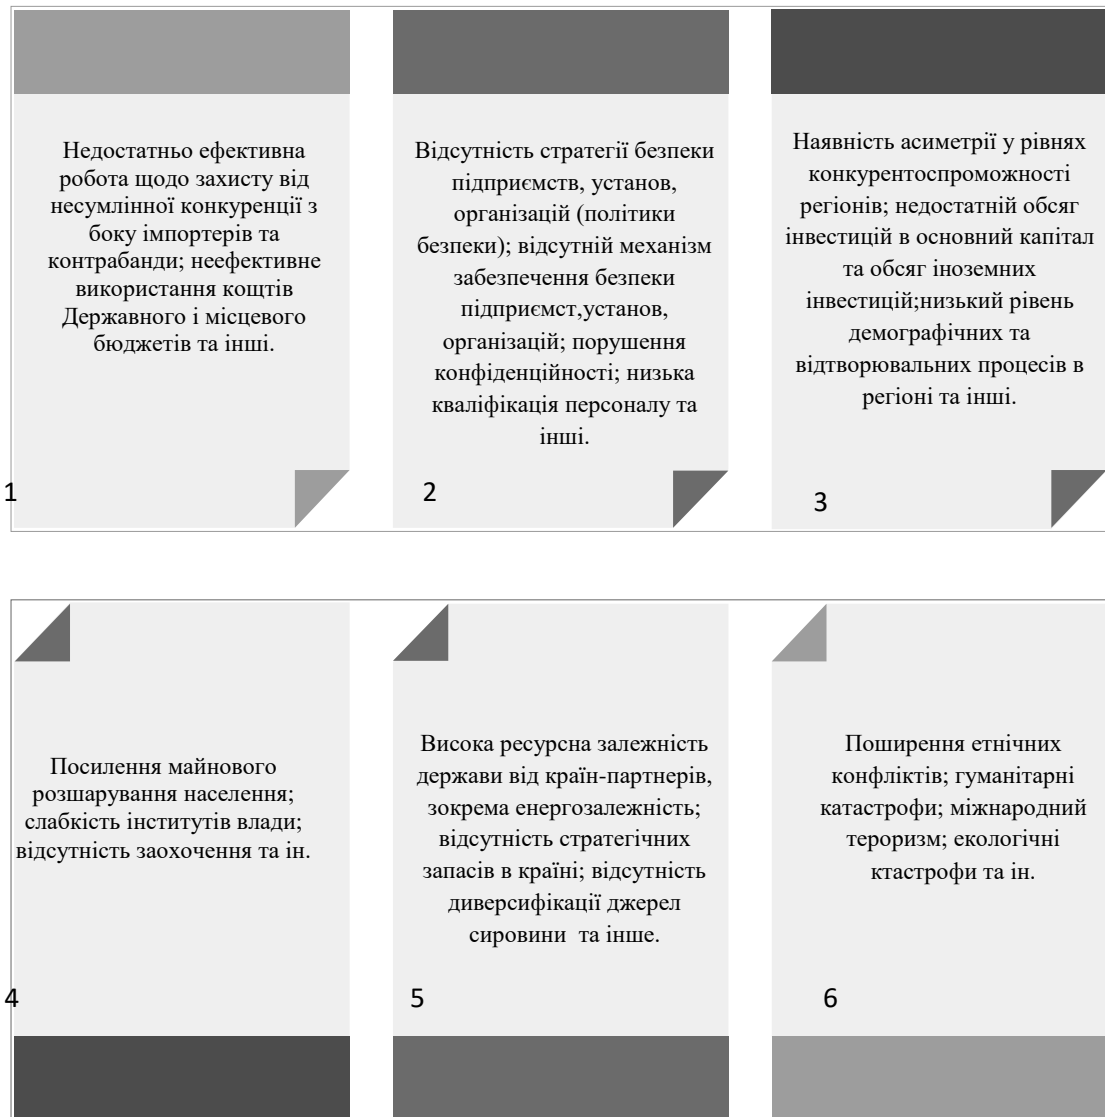 Недостатньо ефективна
робота щодо захисту від
несумлінної конкуренції з
боку імпортерів та
контрабанди; неефективне
використання кощтів
Державного і місцевого
бюджетів та інші.
1
Відсутність стратегії безпеки
підприємств, установ,
організацій (політики
безпеки); відсутній механізм
забезпечення безпеки
підприємст,установ,
організацій; порушення
конфіденційності; низька
кваліфікація персоналу та
інші.
2
Наявність асиметрії у рівнях
конкурентоспроможності
регіонів; недостатній обсяг
інвестицій в основний капітал
та обсяг іноземних
інвестицій;низький рівень
демографічних та
відтворювальних процесів в
регіоні та інші.
3
Посилення майнового
розшарування населення;
слабкість інститутів влади;
відсутність заохочення та ін.
4
Висока ресурсна залежність
держави від країн-партнерів,
зокрема енергозалежність;
відсутність стратегічних
запасів в країні; відсутність
диверсифікації джерел
сировини та інше.
5
Поширення етнічних
конфліктів; гуманітарні
катастрофи; міжнародний
тероризм; екологічні
ктастрофи та ін.
6